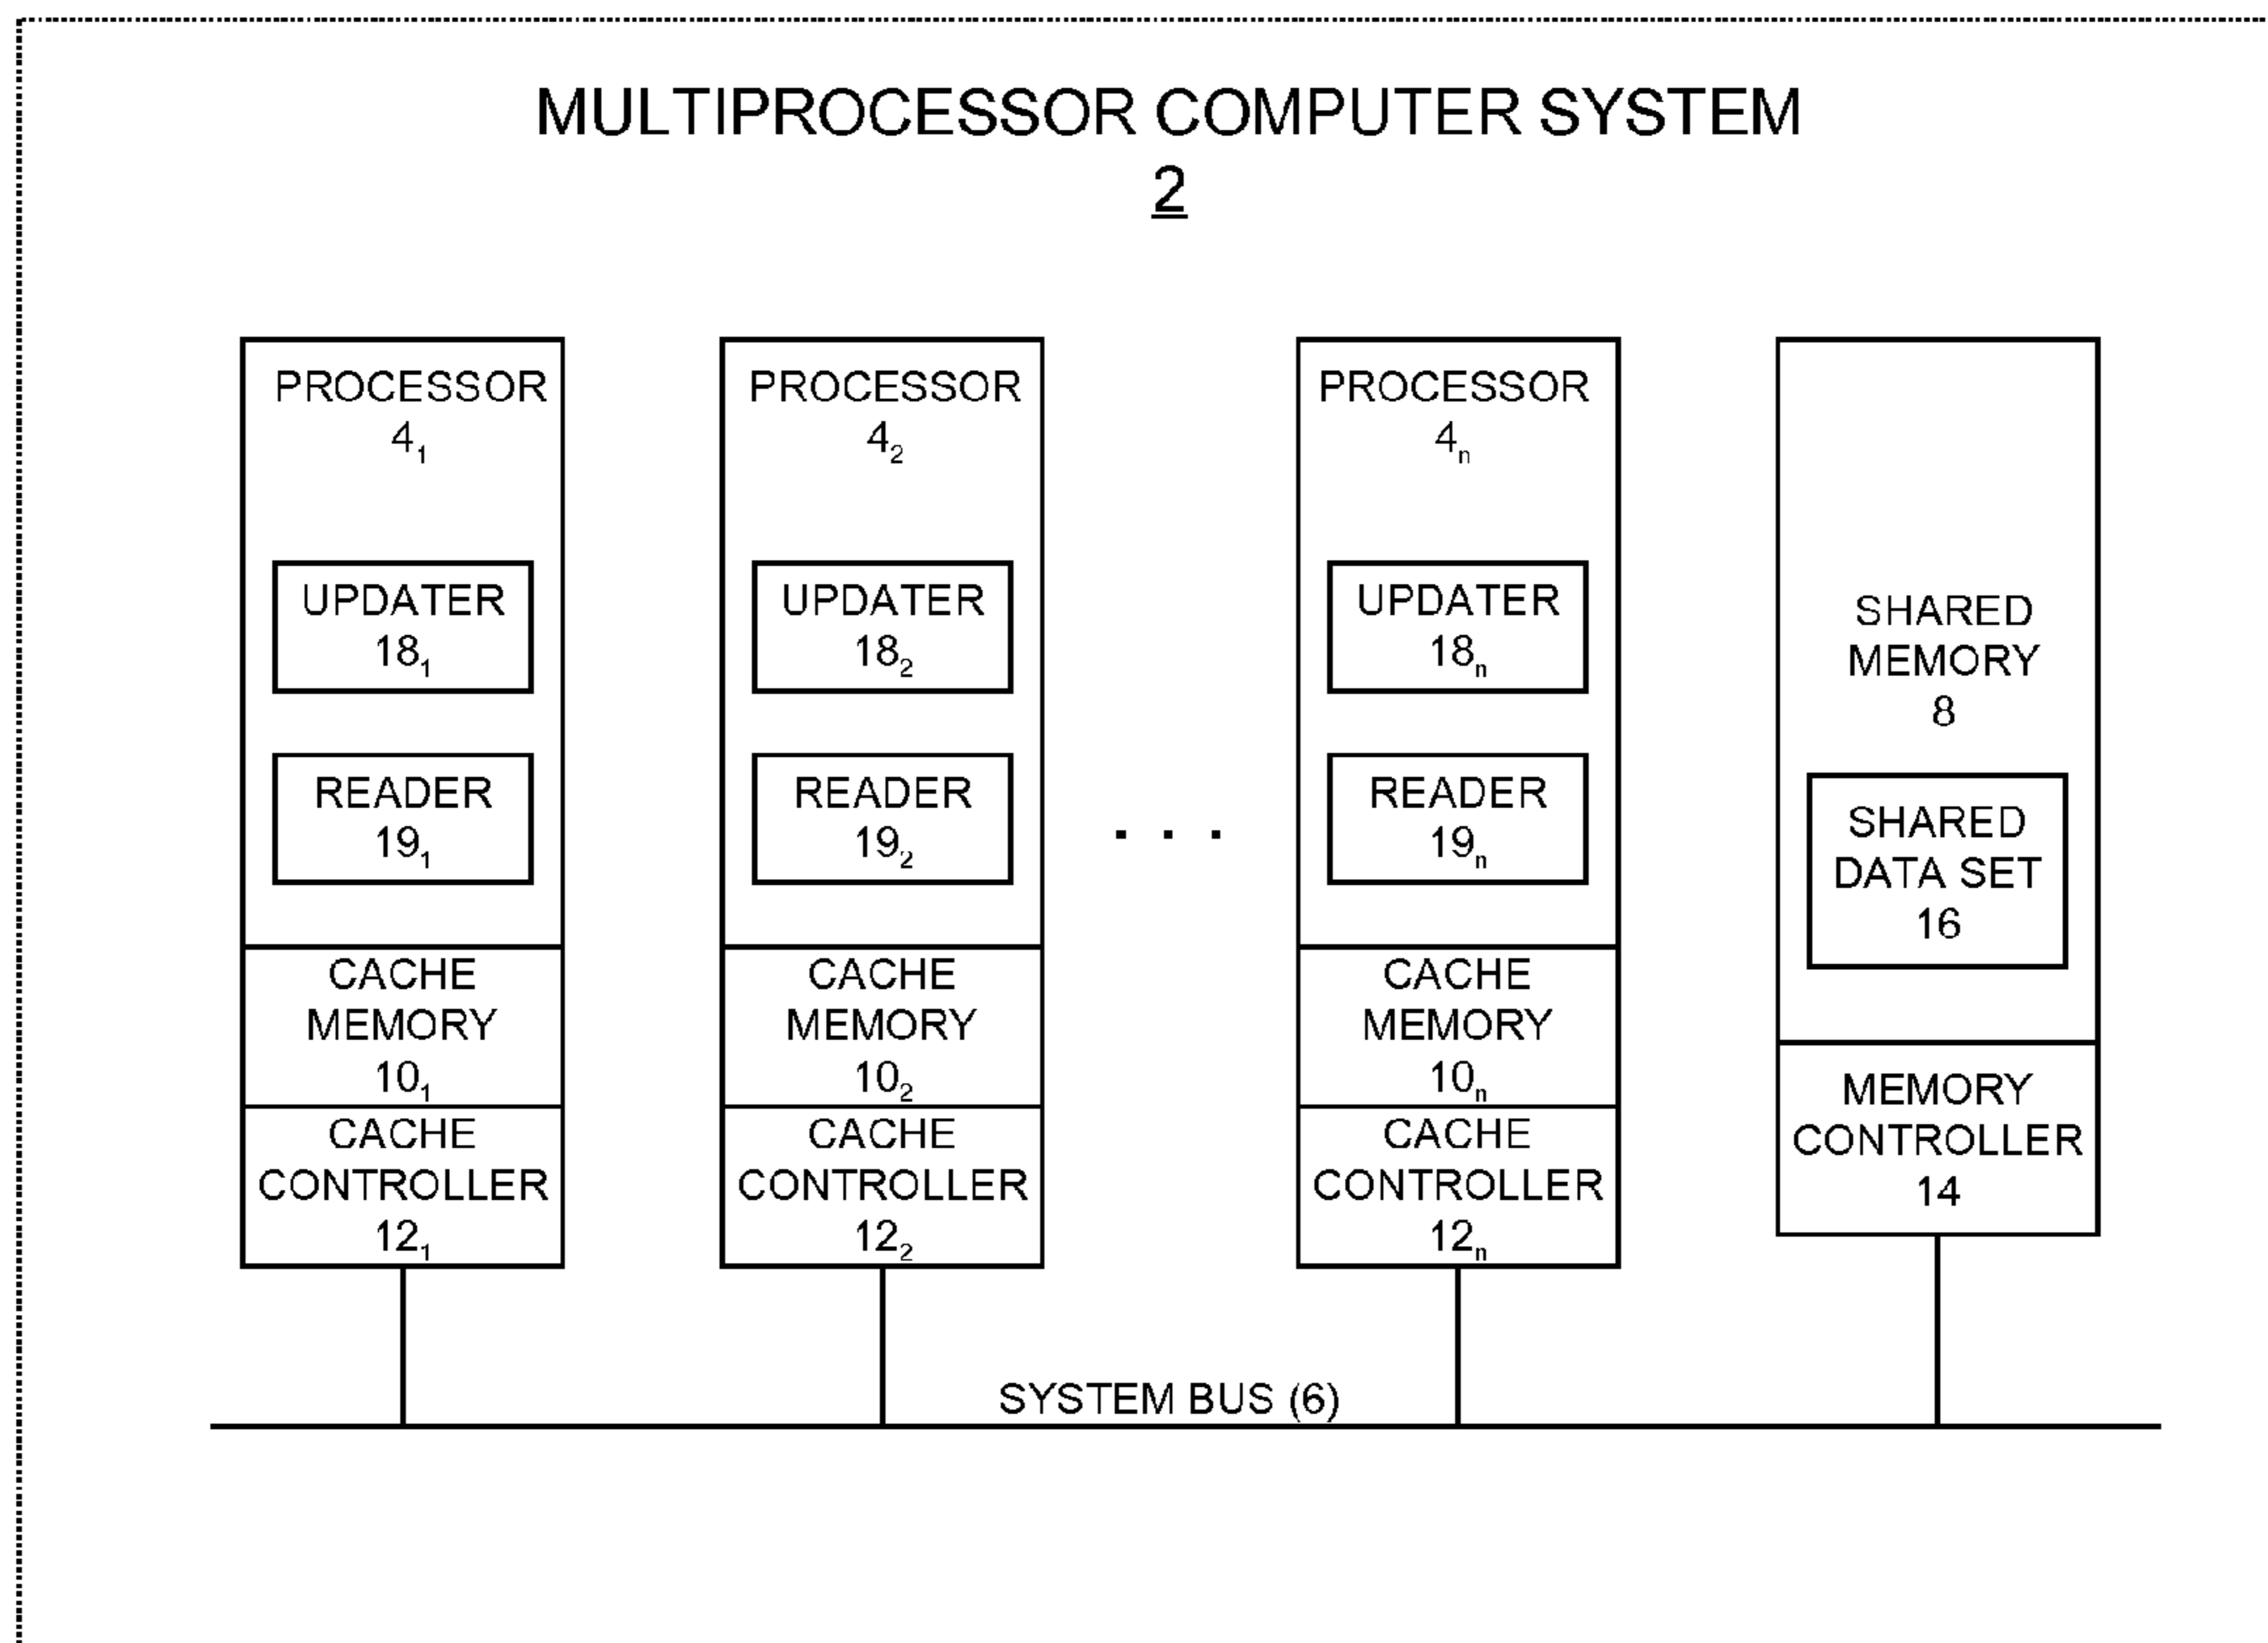 MULTIPROCESSOR COMPUTER SYSTEM
2
PROCESSOR
4₁
UPDATER
18₁
READER
19₁
CACHE
MEMORY
10₁
CACHE
CONTROLLER
12₁
PROCESSOR
4₂
UPDATER
18₂
READER
19₂
CACHE
MEMORY
10₂
CACHE
CONTROLLER
12₂
. . .
PROCESSOR
4ₙ
UPDATER
18ₙ
READER
19ₙ
CACHE
MEMORY
10ₙ
CACHE
CONTROLLER
12ₙ
SHARED
MEMORY
8
SHARED
DATA SET
16
MEMORY
CONTROLLER
14
SYSTEM BUS (6)